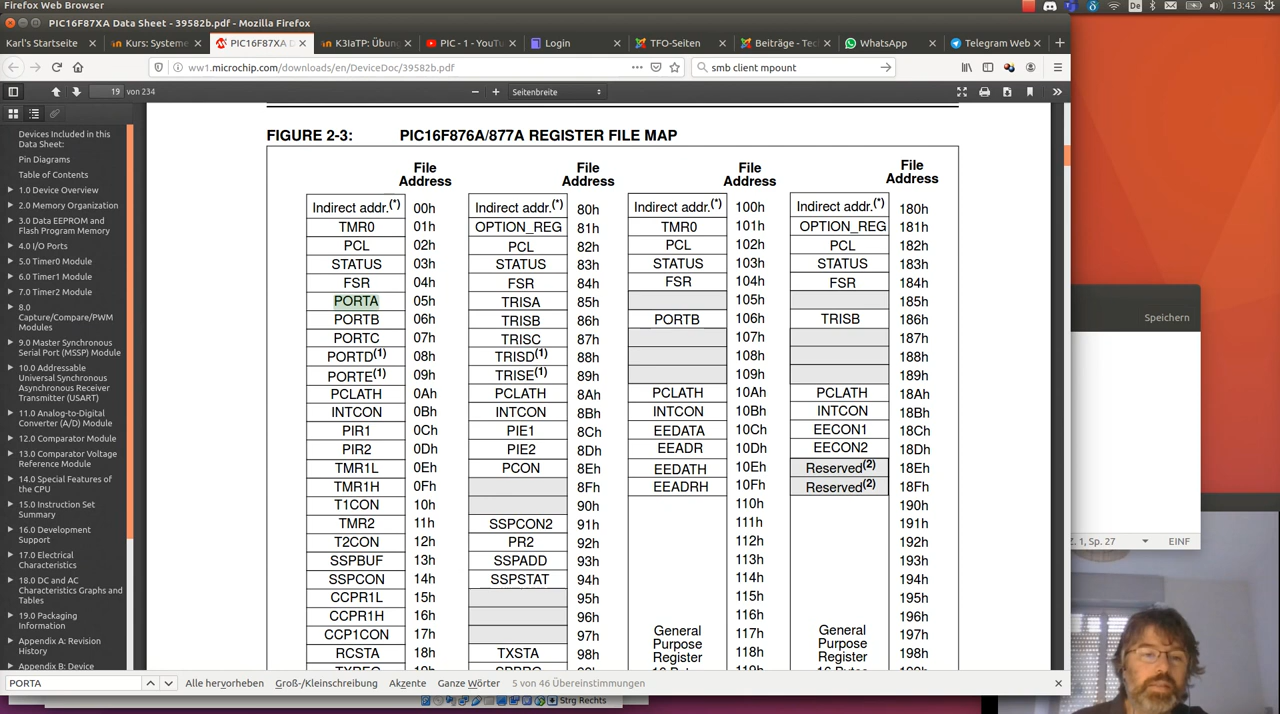 Firefox Web Browser
De
13:45
PIC16F87XA Data Sheet - 39582b.pdf - Mozilla Firefox
Karl's Startseite
Kurs: Systeme
PIC16F87XA D
K3IaTP: Übun
PIC - 1 - YouTu
Login
TFO-Seiten
Beiträge - Tec
WhatsApp
Telegram Web
ww1.microchip.com/downloads/en/DeviceDoc/39582b.pdf
smb client mpount
19 von 234
Seitenbreite
Devices Included in this
Data Sheet:
Pin Diagrams
Table of Contents
1.0 Device Overview
2.0 Memory Organization
3.0 Data EEPROM and
Flash Program Memory
4.0 I/O Ports
5.0 Timer0 Module
6.0 Timer1 Module
7.0 Timer2 Module
8.0
Capture/Compare/PWM
Modules
9.0 Master Synchronous
Serial Port (MSSP) Module
10.0 Addressable
Universal Synchronous
Asynchronous Receiver
Transmitter (USART)
11.0 Analog-to-Digital
Converter (A/D) Module
12.0 Comparator Module
13.0 Comparator Voltage
Reference Module
14.0 Special Features of
the CPU
15.0 Instruction Set
Summary
16.0 Development
Support
17.0 Electrical
Characteristics
18.0 DC and AC
Characteristics Graphs and
Tables
19.0 Packaging
Information
Appendix A: Revision
History
Appendix B: Device
FIGURE 2-3: PIC16F876A/877A REGISTER FILE MAP
File File File File
Address Address Address Address
Indirect addr.(*) 00h Indirect addr.(*) 80h Indirect addr.(*) 100h Indirect addr.(*) 180h
TMR0 01h OPTION_REG 81h TMR0 101h OPTION_REG 181h
PCL 02h PCL 82h PCL 102h PCL 182h
STATUS 03h STATUS 83h STATUS 103h STATUS 183h
FSR 04h FSR 84h FSR 104h FSR 184h
PORTA 05h TRISA 85h 105h 185h
PORTB 06h TRISB 86h PORTB 106h TRISB 186h
PORTC 07h TRISC 87h 107h 187h
PORTD(1) 08h TRISD(1) 88h 108h 188h
PORTE(1) 09h TRISE(1) 89h 109h 189h
PCLATH 0Ah PCLATH 8Ah PCLATH 10Ah PCLATH 18Ah
INTCON 0Bh INTCON 8Bh INTCON 10Bh INTCON 18Bh
PIR1 0Ch PIE1 8Ch EEDATA 10Ch EECON1 18Ch
PIR2 0Dh PIE2 8Dh EEADR 10Dh EECON2 18Dh
TMR1L 0Eh PCON 8Eh EEDATH 10Eh Reserved(2) 18Eh
TMR1H 0Fh 8Fh EEADRH 10Fh Reserved(2) 18Fh
T1CON 10h 90h 110h 190h
TMR2 11h SSPCON2 91h 111h 191h
T2CON 12h PR2 92h 112h 192h
SSPBUF 13h SSPADD 93h 113h 193h
SSPCON 14h SSPSTAT 94h 114h 194h
CCPR1L 15h 95h 115h 195h
CCPR1H 16h 96h 116h 196h
CCP1CON 17h 97h General 117h General 197h
RCSTA 18h TXSTA 98h Purpose 118h Purpose 198h
Register Register
Speichern
Z. 1, Sp. 27
EINF
PORTA
Alle hervorheben
Groß-/Kleinschreibung
Akzente
Ganze Wörter
5 von 46 Übereinstimmungen
Strg Rechts